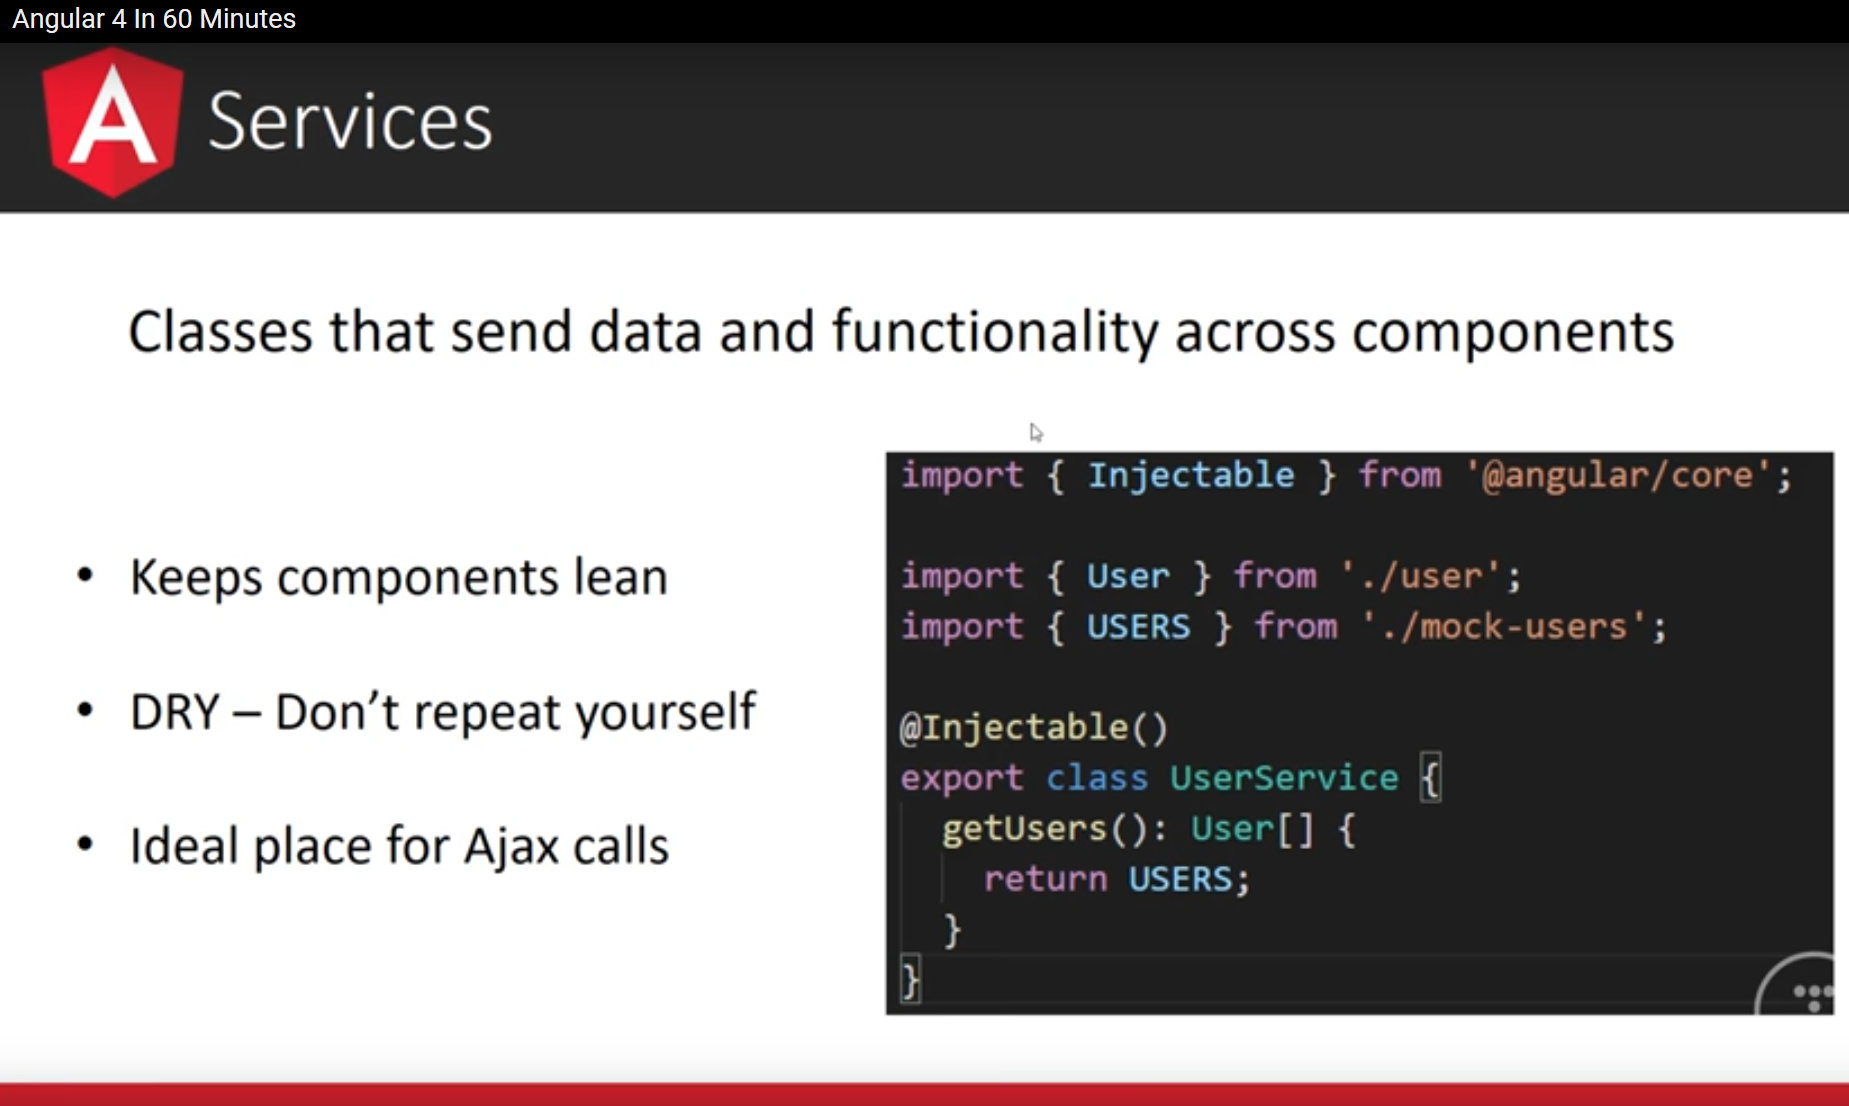 Angular 4 In 60 Minutes
A Services
Classes that send data and functionality across components
• Keeps components lean
• DRY – Don’t repeat yourself
• Ideal place for Ajax calls
import { Injectable } from '@angular/core';
import { User } from './user';
import { USERS } from './mock-users';
@Injectable()
export class UserService {
getUsers(): User[] {
return USERS;
}
}